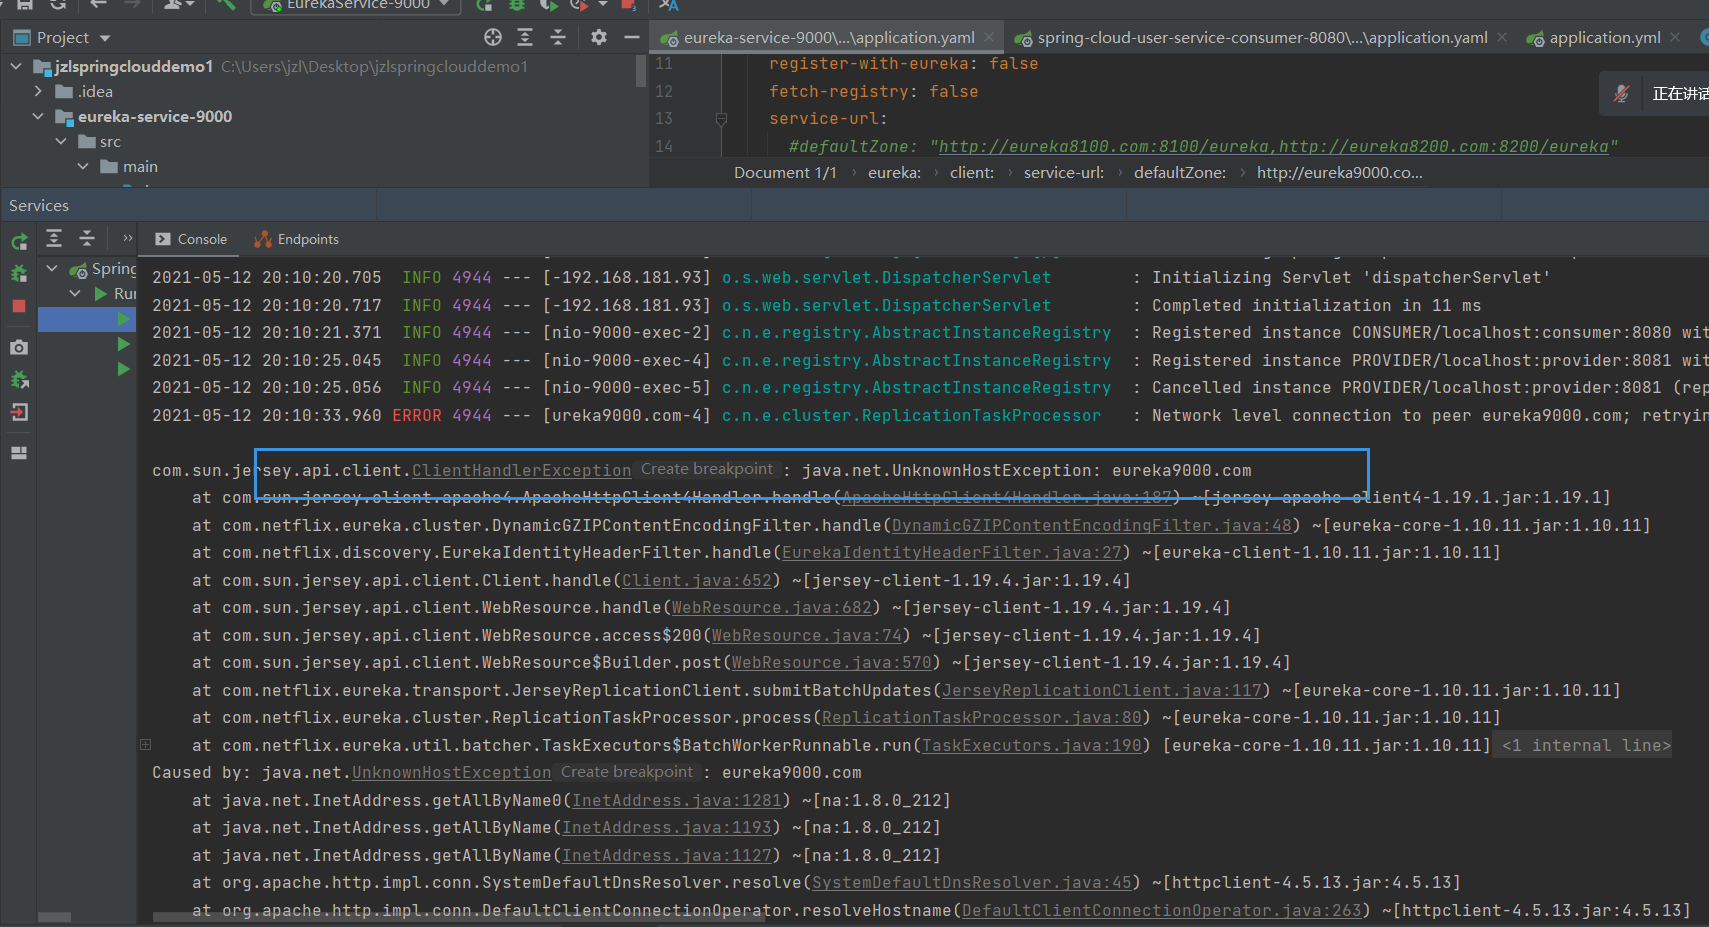 EurekaService-9000
Project
eureka-service-9000\...\application.yaml
spring-cloud-user-service-consumer-8080\...\application.yaml
application.yml
jzlspringclouddemo1 C:\Users\jzl\Desktop\jzlspringclouddemo1
.idea
eureka-service-9000
src
main
11 register-with-eureka: false
12 fetch-registry: false
13 service-url:
14 #defaultZone: "http://eureka8100.com:8100/eureka,http://eureka8200.com:8200/eureka"
正在讲话
Document 1/1 › eureka: › client: › service-url: › defaultZone: › http://eureka9000.co...
Services
Console
Endpoints
Spring
Run
2021-05-12 20:10:20.705  INFO 4944 --- [-192.168.181.93] o.s.web.servlet.DispatcherServlet        : Initializing Servlet 'dispatcherServlet'
2021-05-12 20:10:20.717  INFO 4944 --- [-192.168.181.93] o.s.web.servlet.DispatcherServlet        : Completed initialization in 11 ms
2021-05-12 20:10:21.371  INFO 4944 --- [nio-9000-exec-2] c.n.e.registry.AbstractInstanceRegistry  : Registered instance CONSUMER/localhost:consumer:8080 wit
2021-05-12 20:10:25.045  INFO 4944 --- [nio-9000-exec-4] c.n.e.registry.AbstractInstanceRegistry  : Registered instance PROVIDER/localhost:provider:8081 wit
2021-05-12 20:10:25.056  INFO 4944 --- [nio-9000-exec-5] c.n.e.registry.AbstractInstanceRegistry  : Cancelled instance PROVIDER/localhost:provider:8081 (rep
2021-05-12 20:10:33.960 ERROR 4944 --- [ureka9000.com-4] c.n.e.cluster.ReplicationTaskProcessor   : Network level connection to peer eureka9000.com; retryin
com.sun.jersey.api.client.ClientHandlerException Create breakpoint : java.net.UnknownHostException: eureka9000.com
at com.sun.jersey.client.apache4.ApacheHttpClient4Handler.handle(ApacheHttpClient4Handler.java:187) ~[jersey-apache-client4-1.19.1.jar:1.19.1]
at com.netflix.eureka.cluster.DynamicGZIPContentEncodingFilter.handle(DynamicGZIPContentEncodingFilter.java:48) ~[eureka-core-1.10.11.jar:1.10.11]
at com.netflix.discovery.EurekaIdentityHeaderFilter.handle(EurekaIdentityHeaderFilter.java:27) ~[eureka-client-1.10.11.jar:1.10.11]
at com.sun.jersey.api.client.Client.handle(Client.java:652) ~[jersey-client-1.19.4.jar:1.19.4]
at com.sun.jersey.api.client.WebResource.handle(WebResource.java:682) ~[jersey-client-1.19.4.jar:1.19.4]
at com.sun.jersey.api.client.WebResource.access$200(WebResource.java:74) ~[jersey-client-1.19.4.jar:1.19.4]
at com.sun.jersey.api.client.WebResource$Builder.post(WebResource.java:570) ~[jersey-client-1.19.4.jar:1.19.4]
at com.netflix.eureka.transport.JerseyReplicationClient.submitBatchUpdates(JerseyReplicationClient.java:117) ~[eureka-core-1.10.11.jar:1.10.11]
at com.netflix.eureka.cluster.ReplicationTaskProcessor.process(ReplicationTaskProcessor.java:80) ~[eureka-core-1.10.11.jar:1.10.11]
at com.netflix.eureka.util.batcher.TaskExecutors$BatchWorkerRunnable.run(TaskExecutors.java:190) [eureka-core-1.10.11.jar:1.10.11] <1 internal line>
Caused by: java.net.UnknownHostException Create breakpoint : eureka9000.com
at java.net.InetAddress.getAllByName0(InetAddress.java:1281) ~[na:1.8.0_212]
at java.net.InetAddress.getAllByName(InetAddress.java:1193) ~[na:1.8.0_212]
at java.net.InetAddress.getAllByName(InetAddress.java:1127) ~[na:1.8.0_212]
at org.apache.http.impl.conn.SystemDefaultDnsResolver.resolve(SystemDefaultDnsResolver.java:45) ~[httpclient-4.5.13.jar:4.5.13]
at org.apache.http.impl.conn.DefaultClientConnectionOperator.resolveHostname(DefaultClientConnectionOperator.java:263) ~[httpclient-4.5.13.jar:4.5.13]